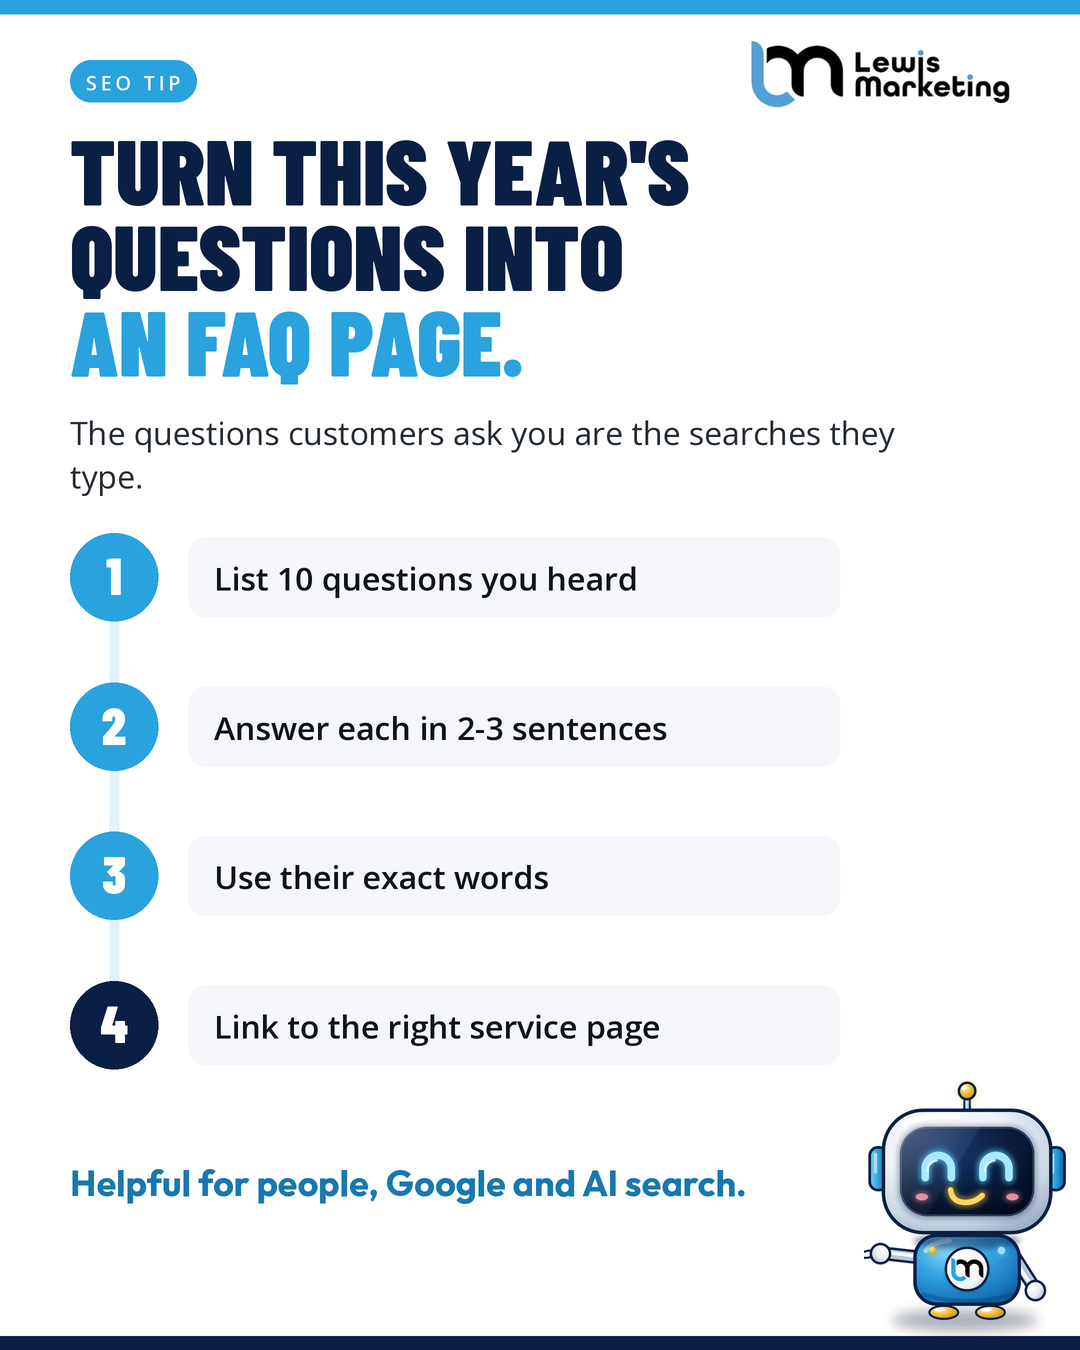 SEO TIP
Lewis
Marketing
TURN THIS YEAR'S
QUESTIONS INTO
AN FAQ PAGE.
The questions customers ask you are the searches they
type.
1
List 10 questions you heard
2
Answer each in 2-3 sentences
3
Use their exact words
4
Link to the right service page
Helpful for people, Google and AI search.